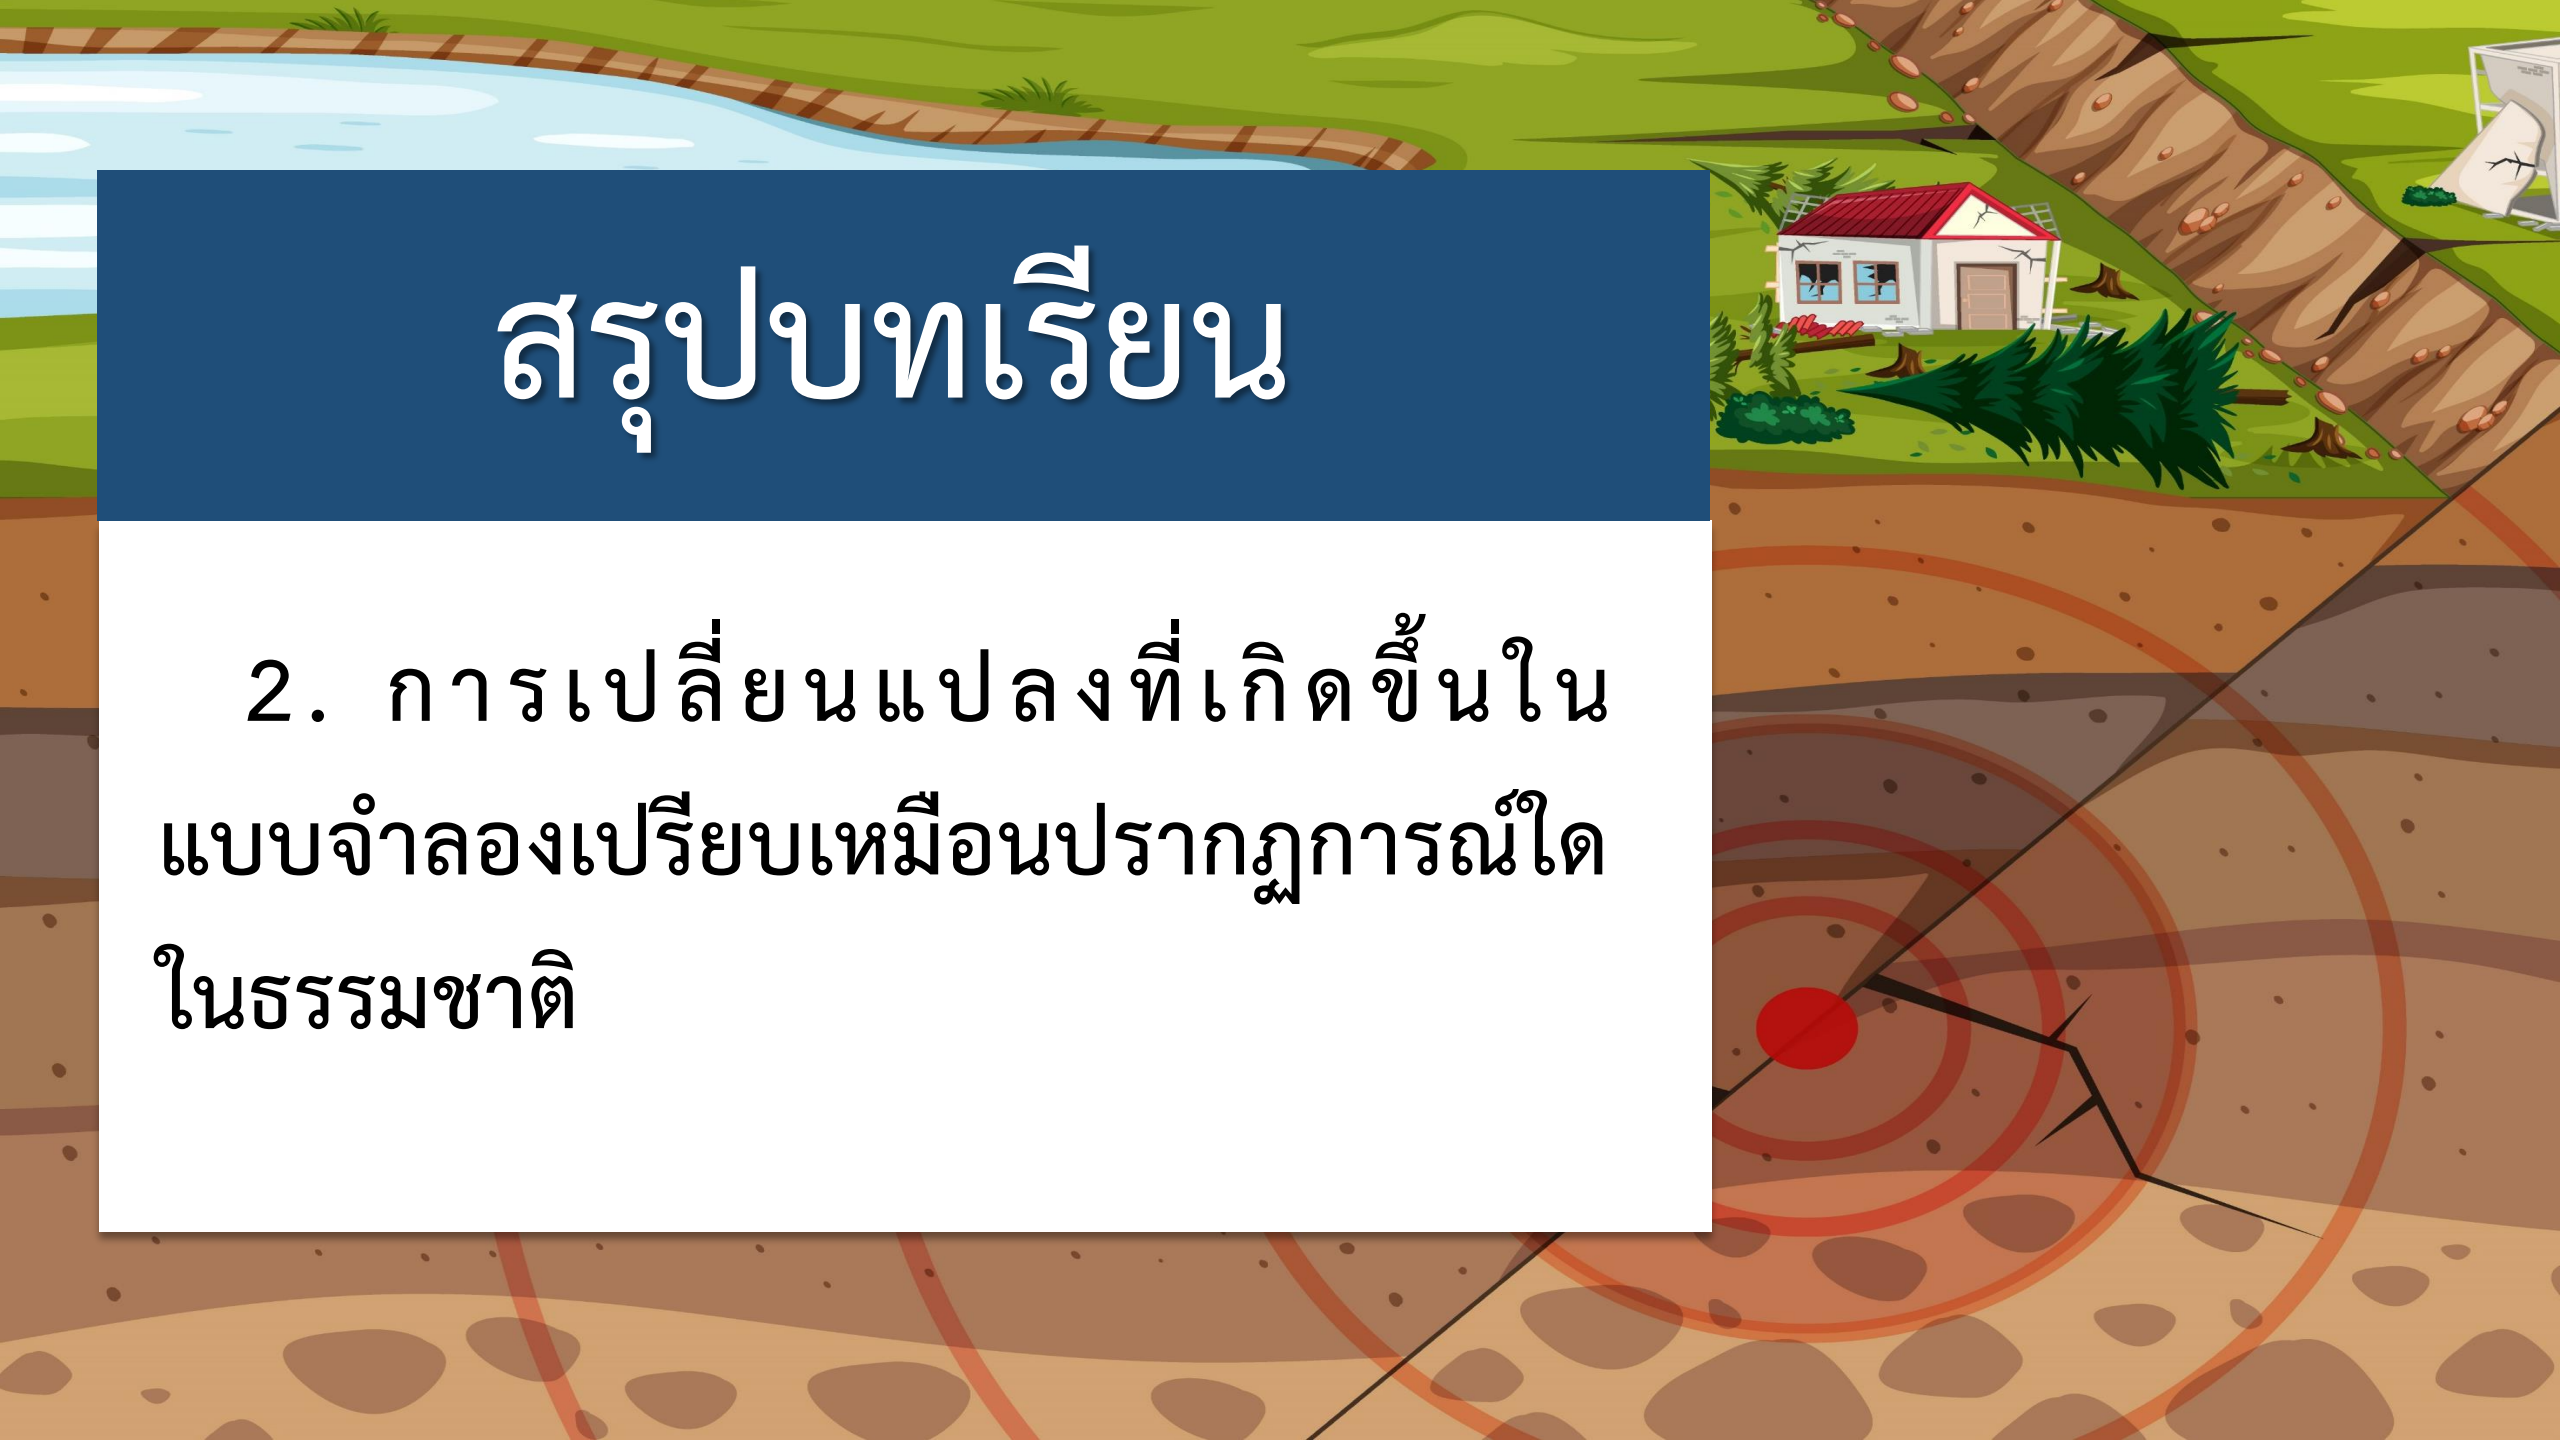 สรุปบทเรียน
2. การเปลี่ยนแปลงที่เกิดขึ้นใน
แบบจำลองเปรียบเหมือนปรากฏการณ์ใด
ในธรรมชาติ